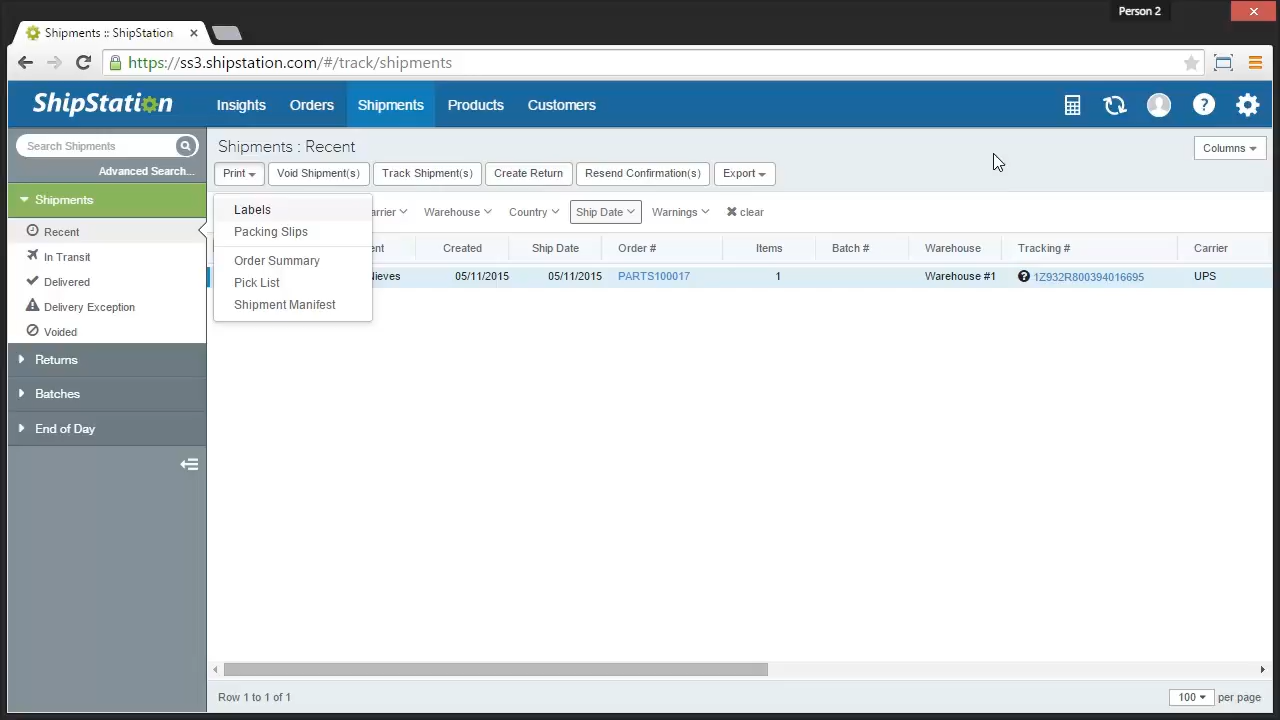 Person 2
Shipments :: ShipStation
https://ss3.shipstation.com/#/track/shipments
ShipStation Insights Orders Shipments Products Customers
Search Shipments
Advanced Search...
Shipments
Recent
In Transit
Delivered
Delivery Exception
Voided
Returns
Batches
End of Day
Shipments : Recent
Columns
Print Void Shipment(s) Track Shipment(s) Create Return Resend Confirmation(s) Export
Labels
Packing Slips
Order Summary
Pick List
Shipment Manifest
arrier Warehouse Country Ship Date Warnings clear
ent Created Ship Date Order # Items Batch # Warehouse Tracking # Carrier
Nieves 05/11/2015 05/11/2015 PARTS100017 1 Warehouse #1 1Z932R800394016695 UPS
Row 1 to 1 of 1
100 per page